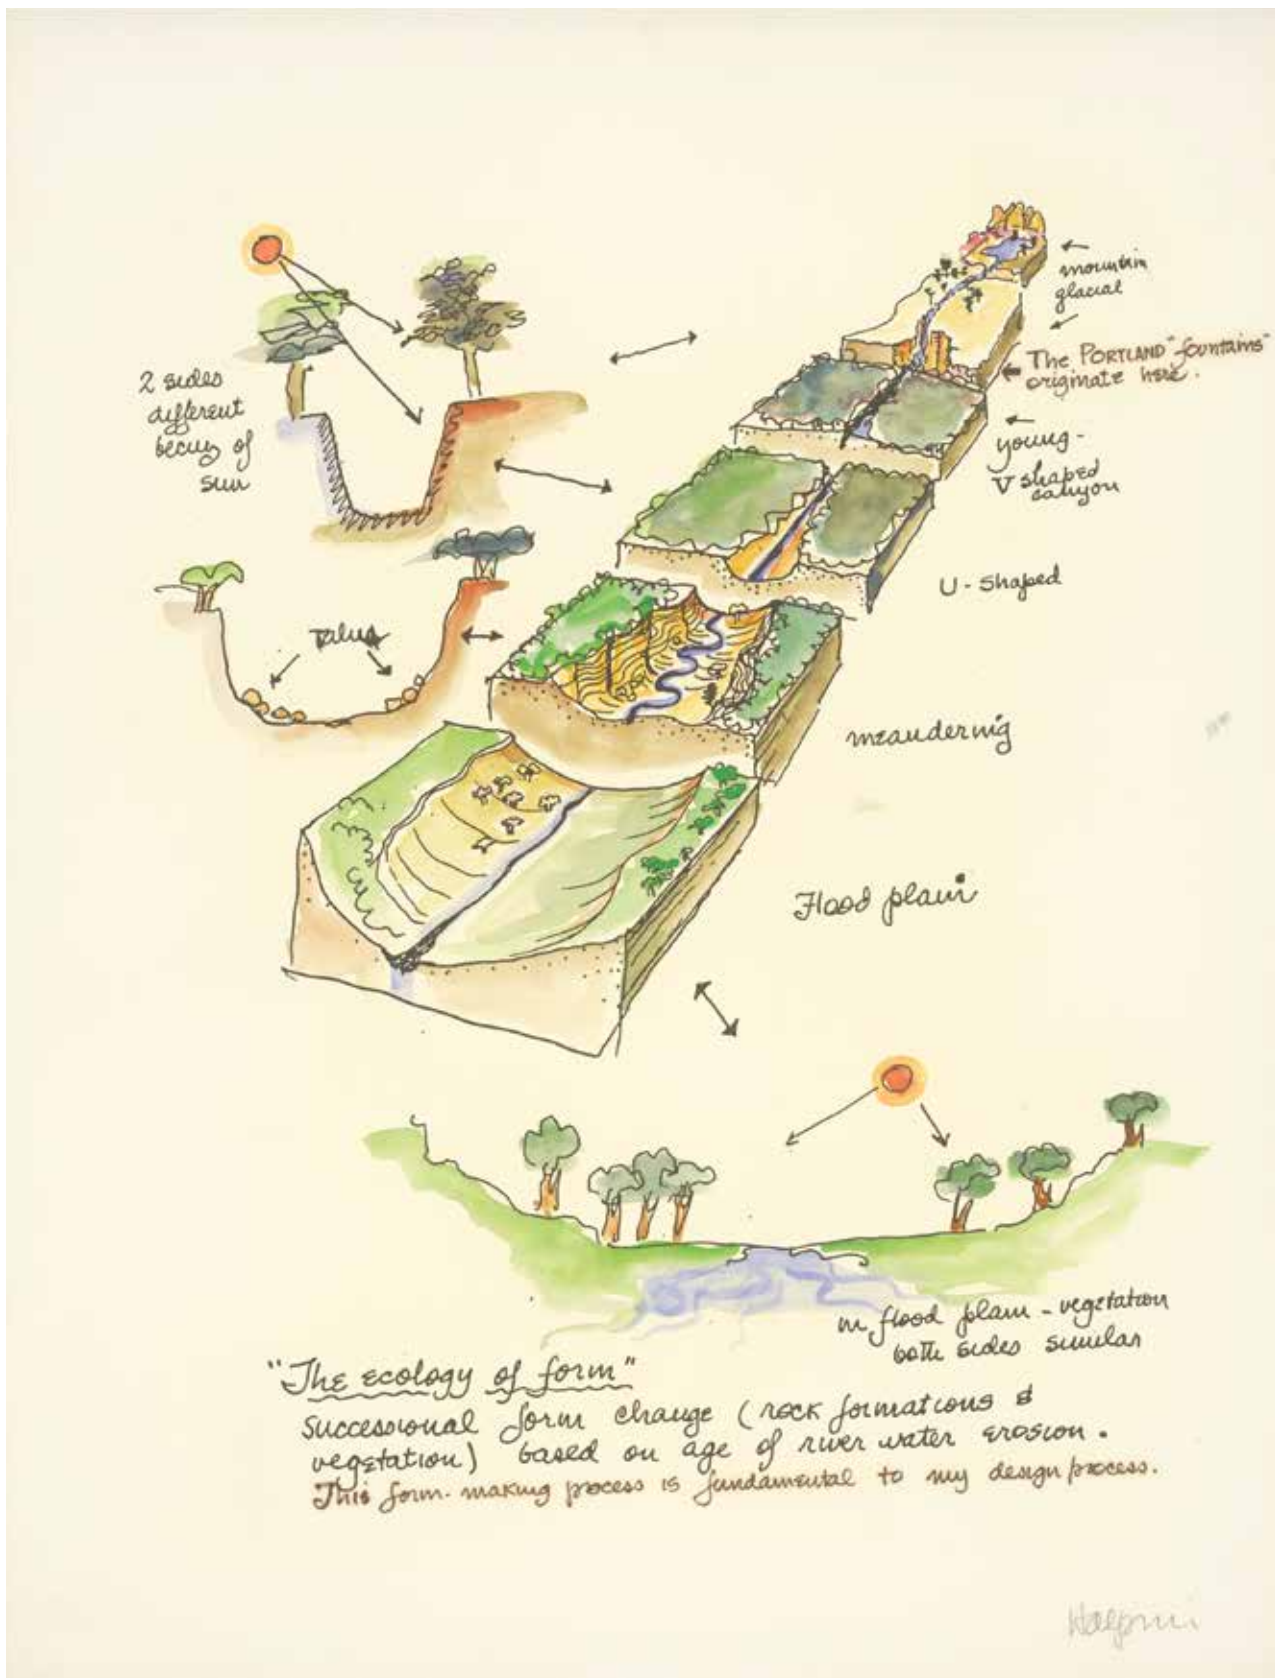 mountain
glacial
The PORTLAND "fountains"
originate here.
2 sides
different
becuz of
sun
young -
V shaped
canyon
U - shaped
Talus
meandering
Flood plain
in flood plain - vegetation
both sides similar
"The ecology of form"
successional form change (rock formations &
vegetation) based on age of river water erosion.
This form-making process is fundamental to my design process.
Halprin